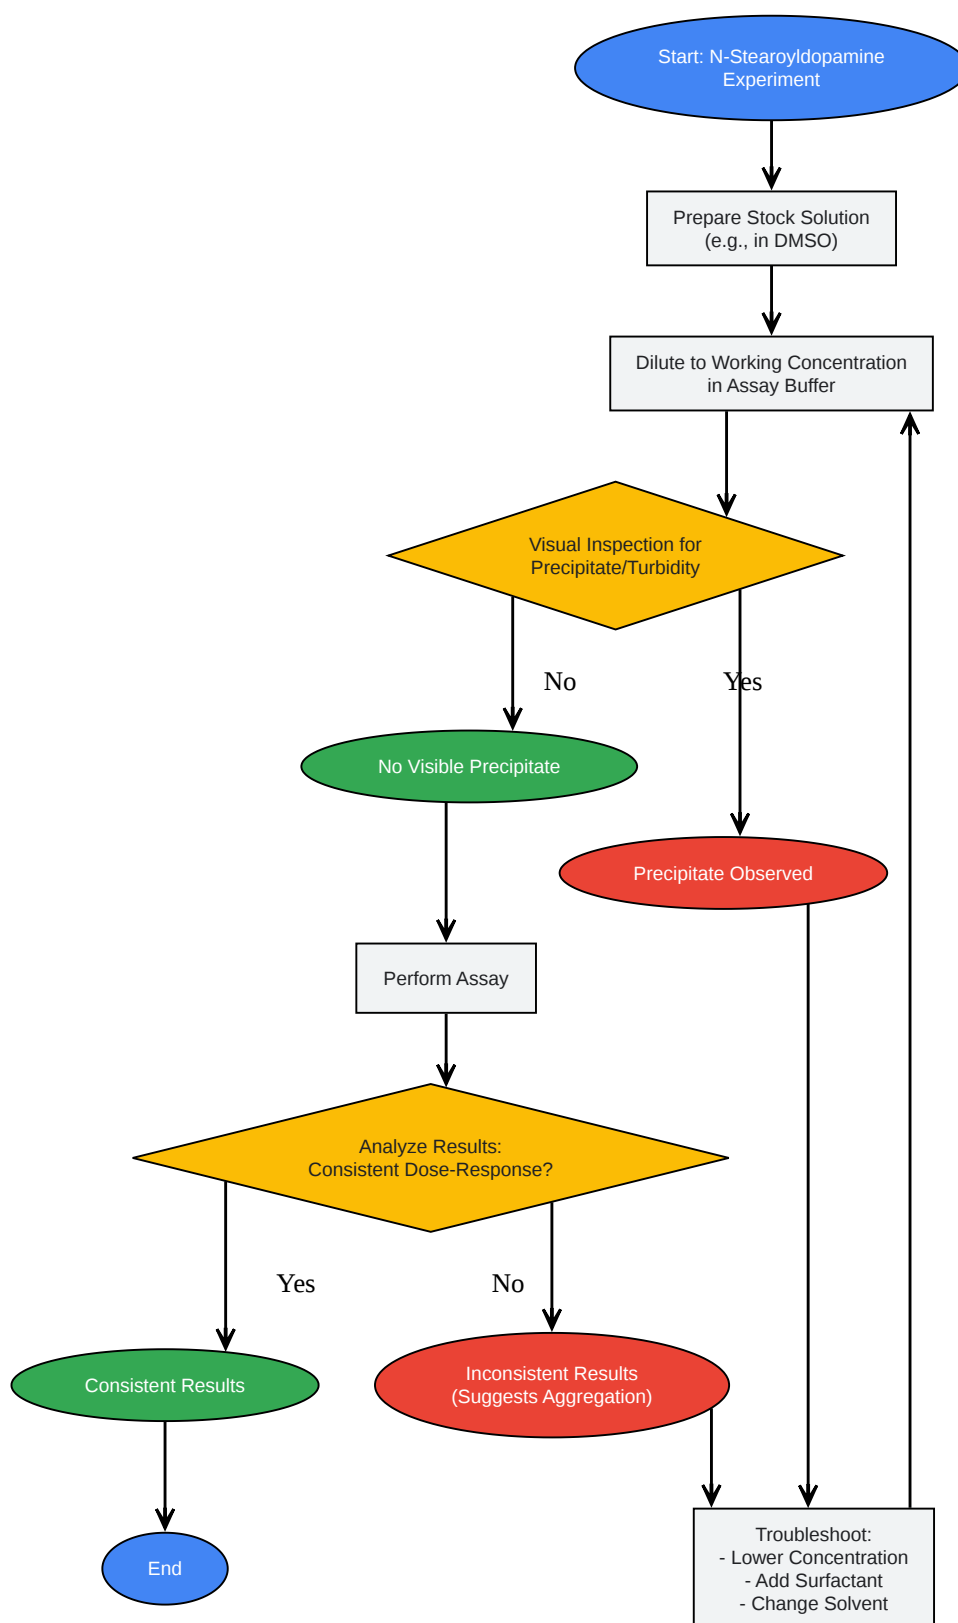 Start: N-Stearoyldopamine
Experiment
Prepare Stock Solution
(e.g., in DMSO)
Dilute to Working Concentration
in Assay Buffer
Visual Inspection for
Precipitate/Turbidity
No
Yes
No Visible Precipitate
Precipitate Observed
Perform Assay
Analyze Results:
Consistent Dose-Response?
Yes
No
Consistent Results
Inconsistent Results
(Suggests Aggregation)
End
Troubleshoot:
- Lower Concentration
- Add Surfactant
- Change Solvent